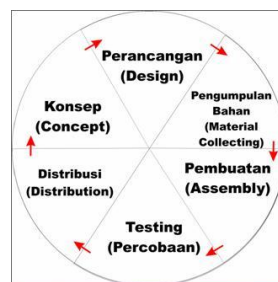 Perancangan
(Design)
Pengumpulan
Bahan
(Material
Collecting)
Pembuatan
(Assembly)
Testing
(Percobaan)
Distribusi
(Distribution)
Konsep
(Concept)